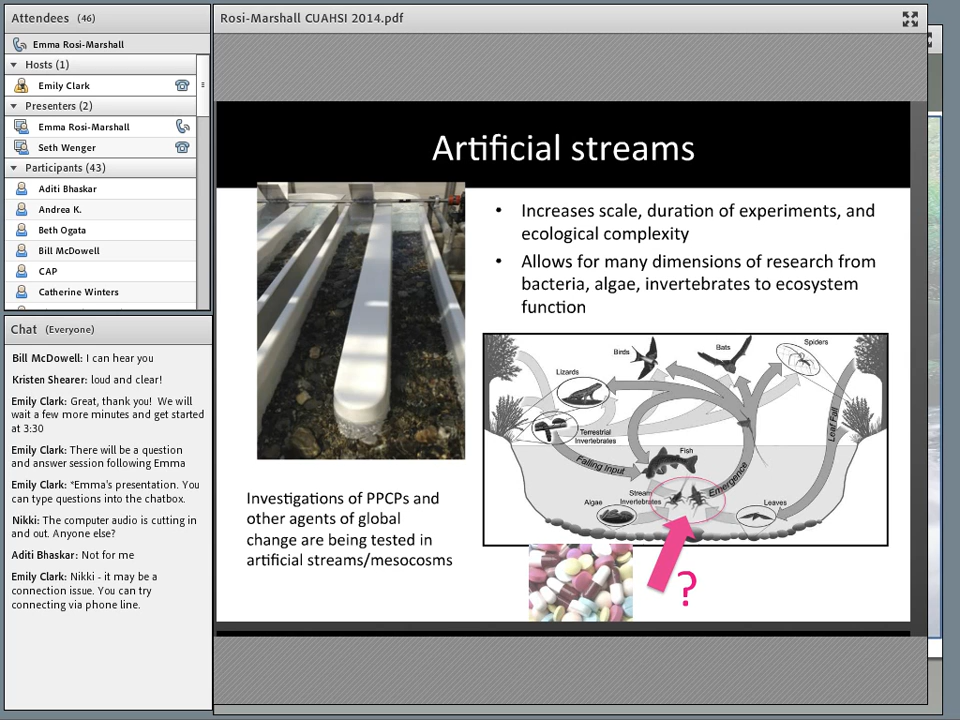 Attendees (46)
Emma Rosi-Marshall
Hosts (1)
Emily Clark
Presenters (2)
Emma Rosi-Marshall
Seth Wenger
Participants (43)
Aditi Bhaskar
Andrea K.
Beth Ogata
Bill McDowell
CAP
Catherine Winters
Chat (Everyone)
Bill McDowell: I can hear you
Kristen Shearer: loud and clear!
Emily Clark: Great, thank you! We will
wait a few more minutes and get started
at 3:30
Emily Clark: There will be a question
and answer session following Emma
Emily Clark: *Emma's presentation. You
can type questions into the chatbox.
Nikki: The computer audio is cutting in
and out. Anyone else?
Aditi Bhaskar: Not for me
Emily Clark: Nikki - it may be a
connection issue. You can try
connecting via phone line.
Rosi-Marshall CUAHSI 2014.pdf
Artificial streams
• Increases scale, duration of experiments, and
ecological complexity
• Allows for many dimensions of research from
bacteria, algae, invertebrates to ecosystem
function
Birds
Bats
Spiders
Lizards
Terrestrial
Invertebrates
Falling Input
Fish
Emergence
Leaf Fall
Stream
Invertebrates
Algae
Leaves
Investigations of PPCPs and
other agents of global
change are being tested in
artificial streams/mesocosms
?